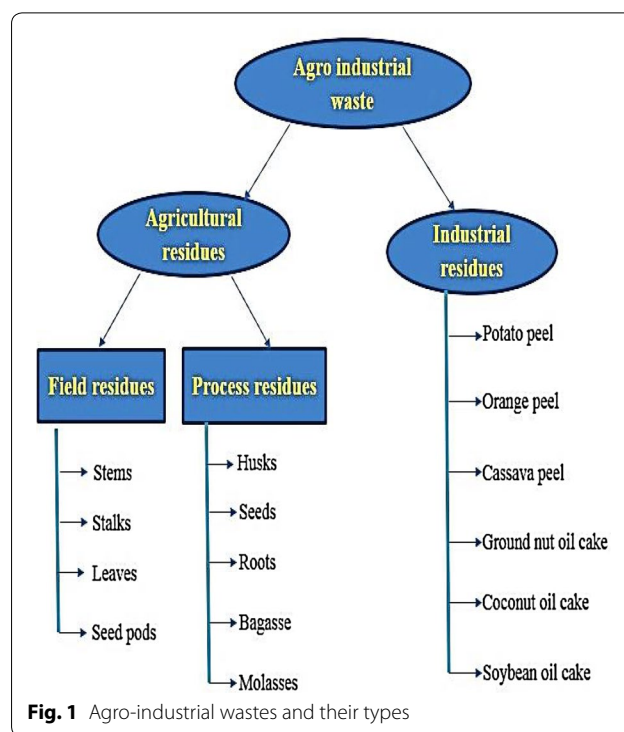 Agro industrial
waste
Agricultural
residues
Industrial
residues
Field residues
Process residues
Stems
Stalks
Leaves
Seed pods
Husks
Seeds
Roots
Bagasse
Molasses
Potato peel
Orange peel
Cassava peel
Ground nut oil cake
Coconut oil cake
Soybean oil cake
Fig. 1 Agro-industrial wastes and their types